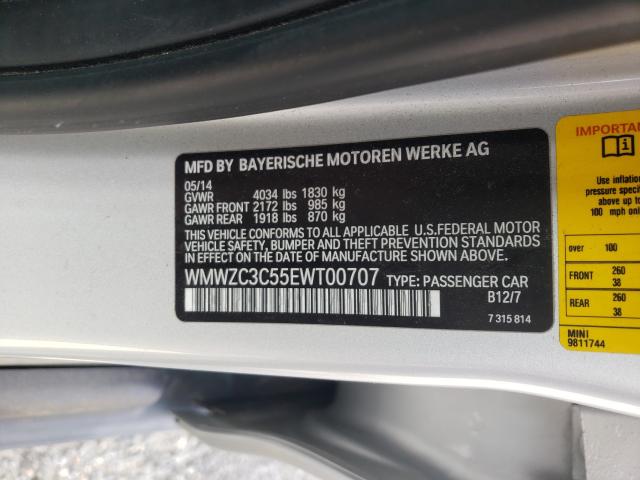 MFD BY BAYERISCHE MOTOREN WERKE AG
05/14
GVWR 4034 lbs 1830 kg
GAWR FRONT 2172 lbs 985 kg
GAWR REAR 1918 lbs 870 kg
THIS VEHICLE CONFORMS TO ALL APPLICABLE U.S.FEDERAL MOTOR
VEHICLE SAFETY, BUMPER AND THEFT PREVENTION STANDARDS
IN EFFECT ON THE DATE OF MANUFACTURE SHOWN ABOVE.
WMWZC3C55EWT00707 TYPE: PASSENGER CAR
B12/7
7 315 814
IMPORTAN
Use inflation
pressure specif
above up to
100 mph only
over 100
FRONT 260
38
REAR 260
38
MINI
9811744